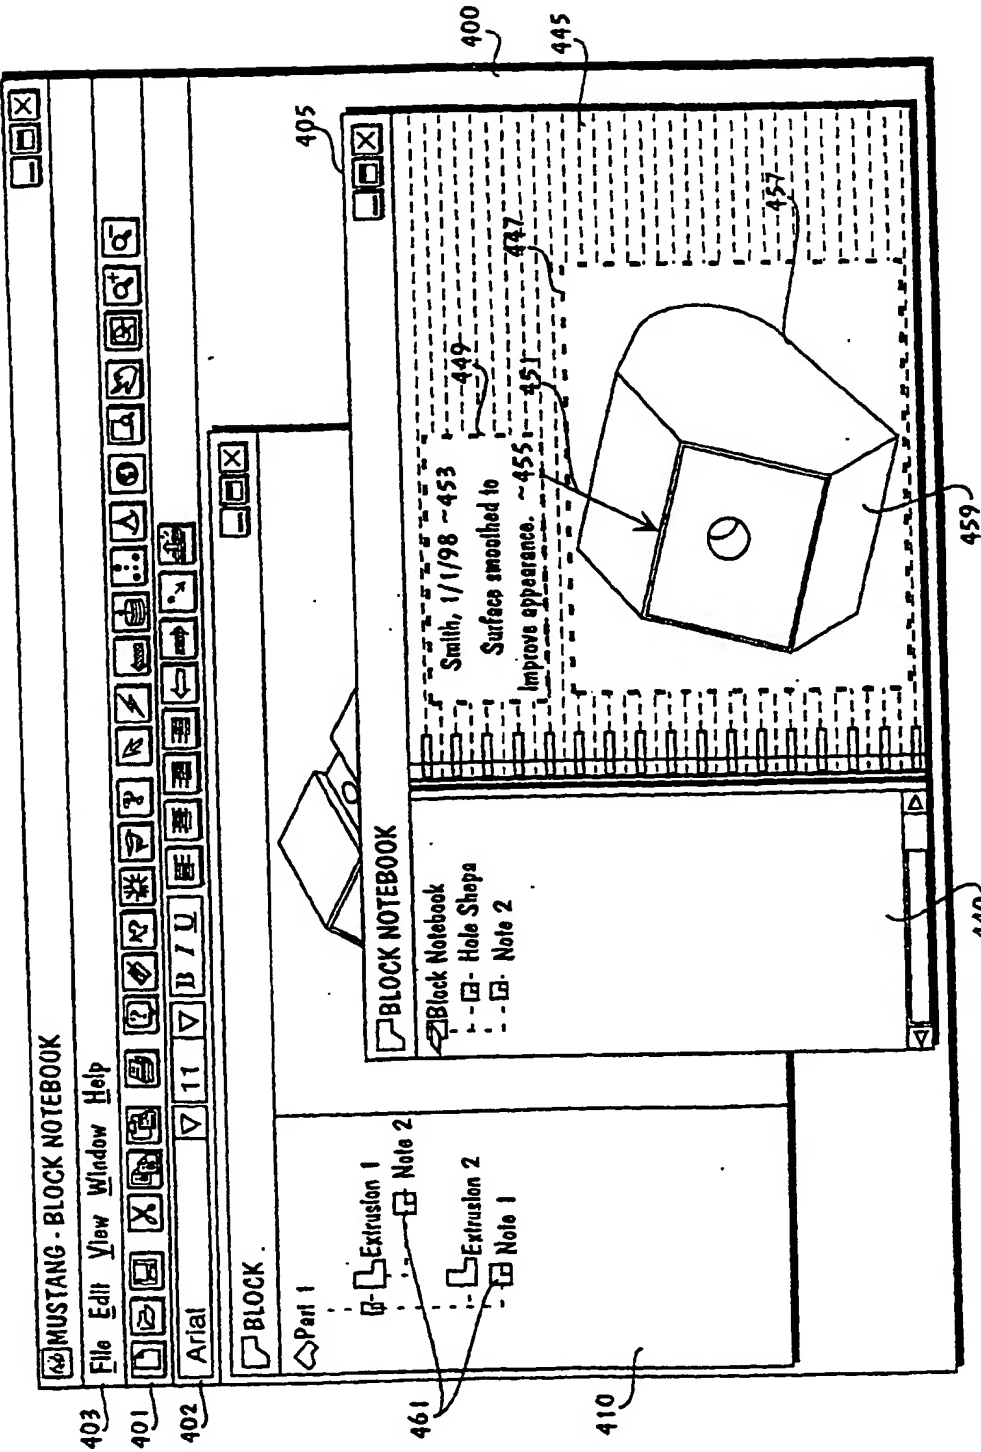 MUSTANG - BLOCK NOTEBOOK
File Edit View Window Help
Arial 11 B I U
BLOCK
Part 1
Extrusion 1
Note 2
Extrusion 2
Note 1
BLOCK NOTEBOOK
Block Notebook
Hole Shape
Note 2
Smith, 1/1/98 ~453
Surface smoothed to
Improve appearance. ~455
403
401
402
461
410
440
459
457
447
449
451
405
400
445